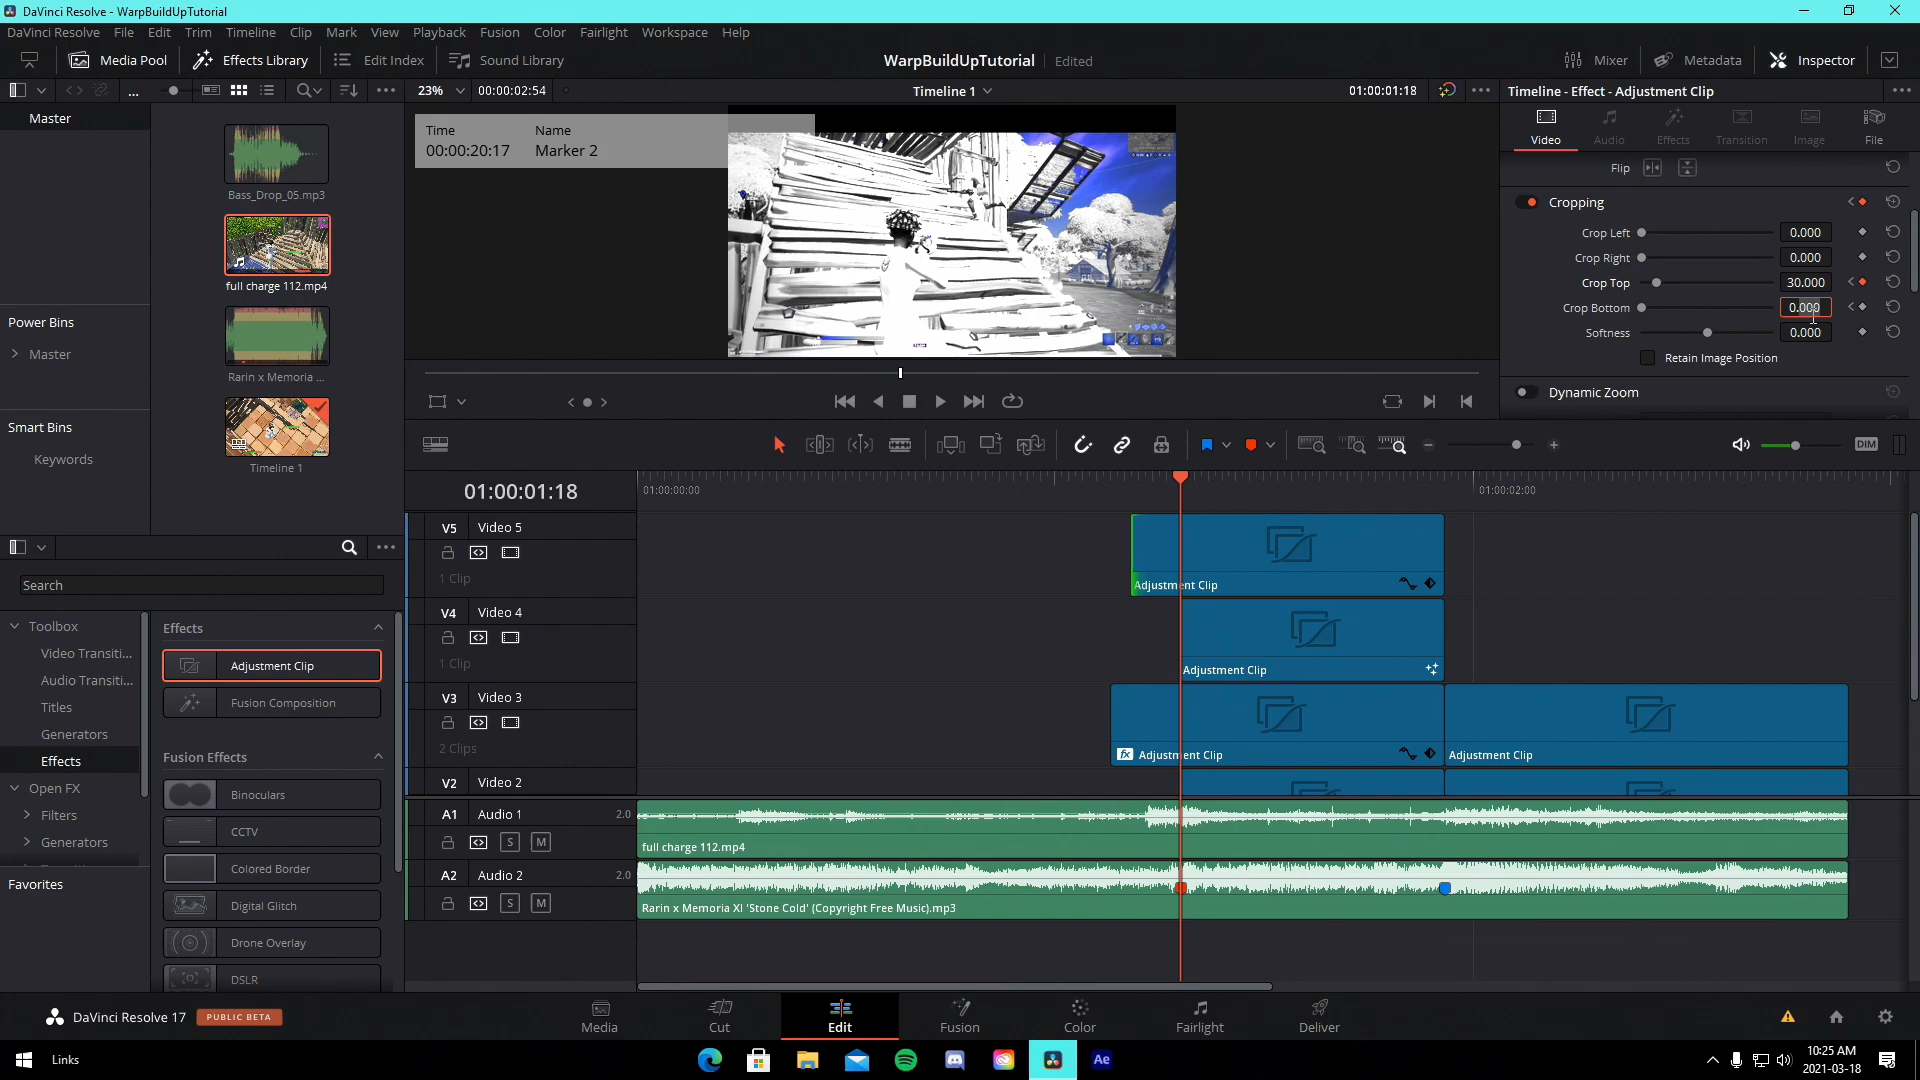 DaVinci Resolve - WarpBuildUpTutorial
DaVinci Resolve File Edit Trim Timeline Clip Mark View Playback Fusion Color Fairlight Workspace Help
Media Pool Effects Library Edit Index Sound Library WarpBuildUpTutorial Edited Mixer Metadata Inspector
... 23% 00:00:02:54 Timeline 1 01:00:01:18 Timeline - Effect - Adjustment Clip
Master
Bass_Drop_05.mp3
full charge 112.mp4
Rarin x Memoria ...
Timeline 1
Power Bins
Master
Smart Bins
Keywords
Time Name
00:00:20:17 Marker 2
Video Audio Effects Transition Image File
Flip
Cropping
Crop Left 0.000
Crop Right 0.000
Crop Top 30.000
Crop Bottom 0.000
Softness 0.000
Retain Image Position
Dynamic Zoom
DIM
01:00:01:18
01:00:00:00
01:00:02:00
Search
Toolbox
Video Transiti...
Audio Transiti...
Titles
Generators
Effects
Open FX
Filters
Generators
Favorites
Effects
Adjustment Clip
Fusion Composition
Fusion Effects
Binoculars
CCTV
Colored Border
Digital Glitch
Drone Overlay
DSLR
V5 Video 5
1 Clip
Adjustment Clip
V4 Video 4
1 Clip
Adjustment Clip
V3 Video 3
2 Clips
fx Adjustment Clip
Adjustment Clip
V2 Video 2
A1 Audio 1 2.0
S M
full charge 112.mp4
A2 Audio 2 2.0
S M
Rarin x Memoria XI 'Stone Cold' (Copyright Free Music).mp3
DaVinci Resolve 17 PUBLIC BETA
Media Cut Edit Fusion Color Fairlight Deliver
Links
Ae
10:25 AM
2021-03-18